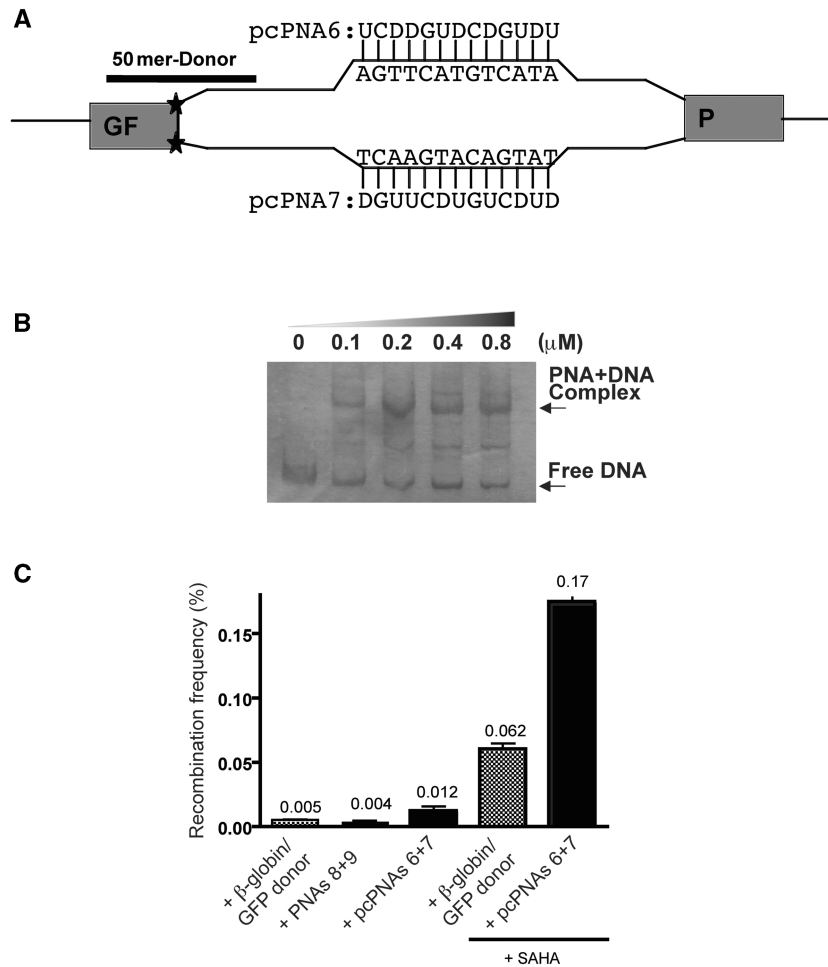 A
pcPNA6:UCDDGUDCDGUDU
50 mer-Donor
AGTTCATGTCATA
GF
P
TCAAGTACAGTAT
pcPNA7:DGUUCDUGUCDUD
B
0 0.1 0.2 0.4 0.8 (μM)
PNA+DNA
Complex
Free DNA
C
Recombination frequency (%)
0.17
0.15
0.10
0.062
0.05
0.005
0.004
0.012
0.00
+ β-globin/
GFP donor
+ PNAs 8+9
+ pcPNAs 6+7
+ β-globin/
GFP donor
+ pcPNAs 6+7
+ SAHA